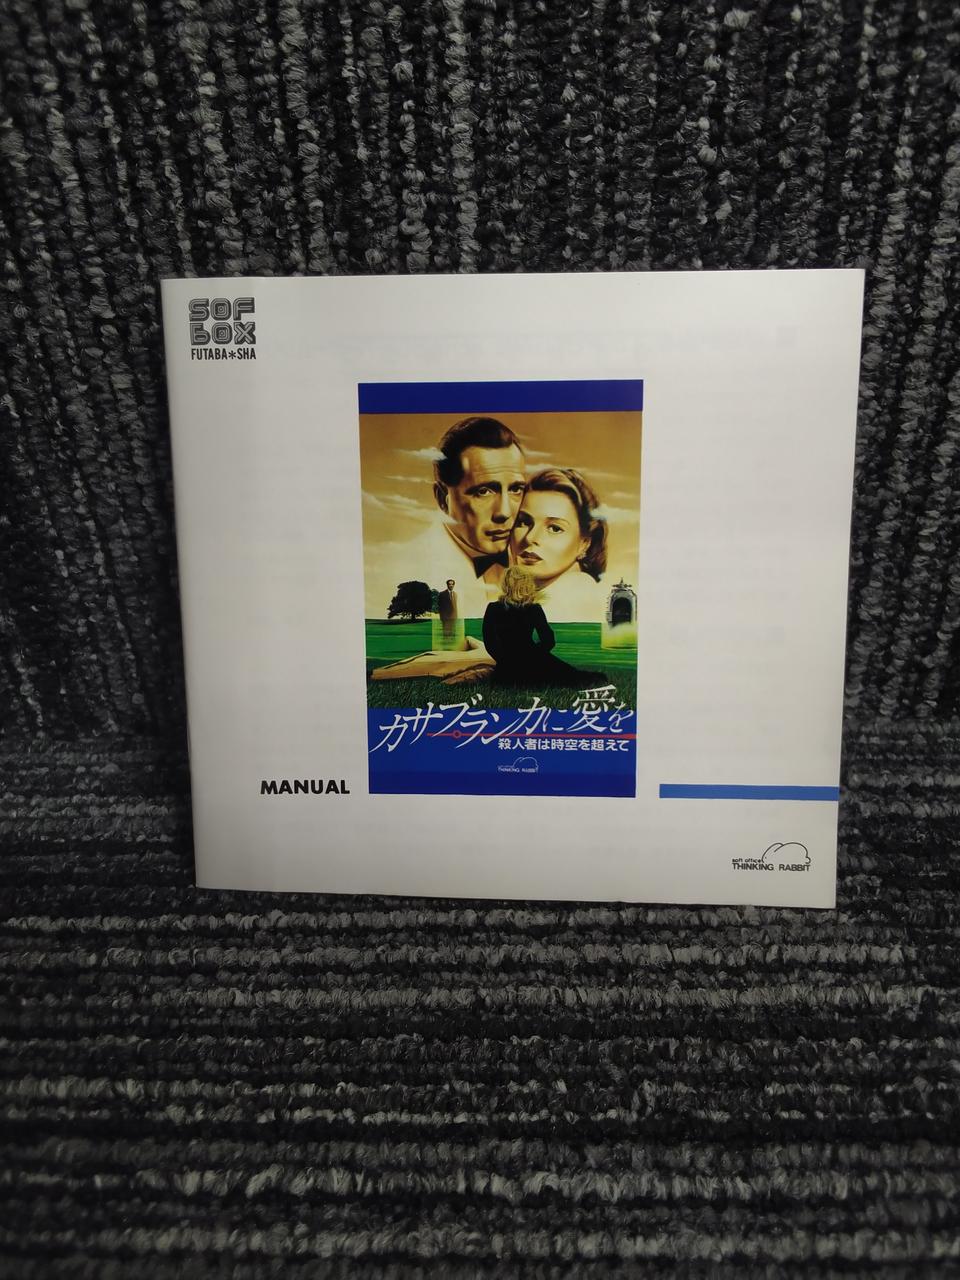 SOF
BOX
FUTABA*SHA
カサブランカに愛を
殺人者は時空を超えて
THINKING RABBIT
MANUAL
soft office
THINKING RABBIT